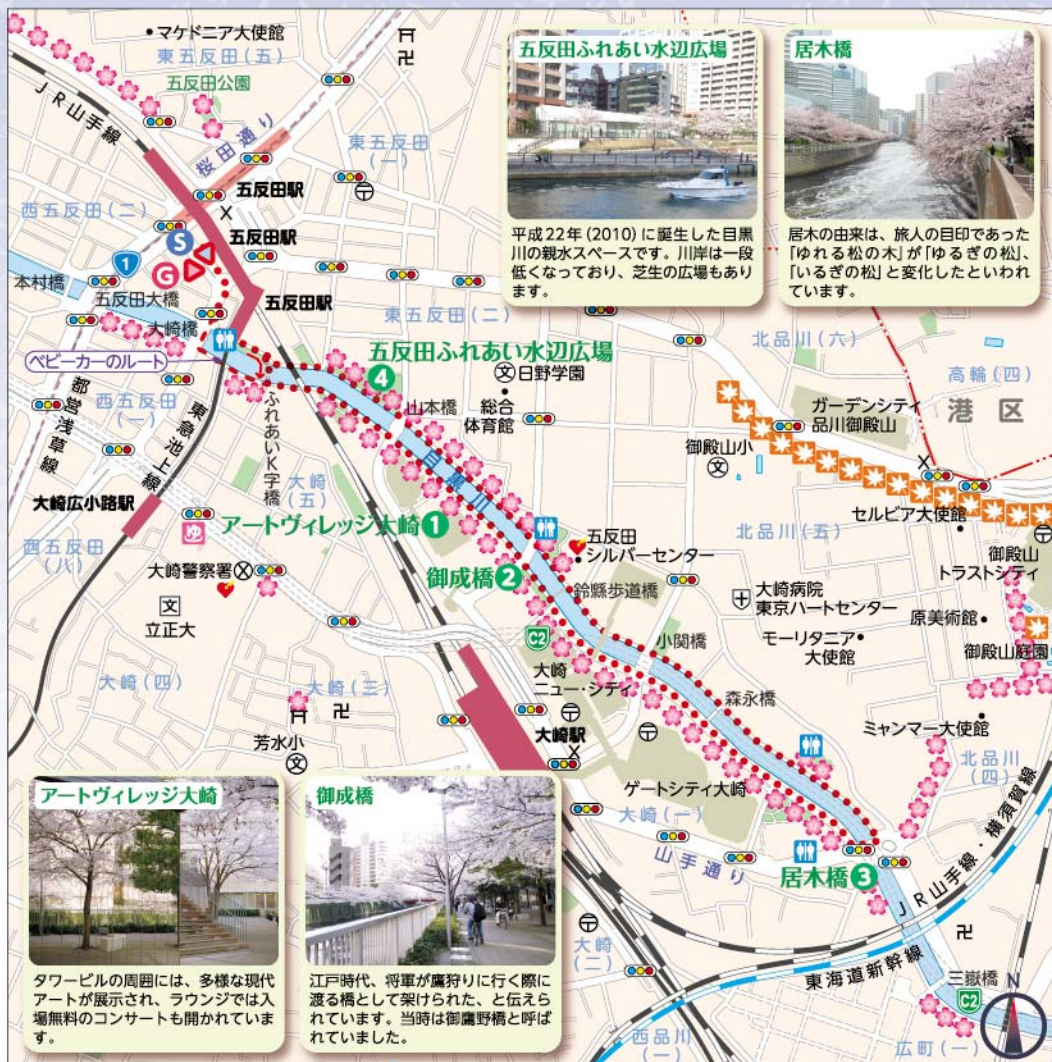 マケドニア大使館
東五反田(五)
五反田公園
JR山手線
桜田通り
東五反田
(一)
西五反田(二)
五反田駅
S
五反田駅
G
1
本村橋
五反田大橋
五反田駅
大崎橋
ベビーカーのルート
西五反田
(一)
都営浅草線
東急池上線
ふれあいK字橋
大崎広小路駅
西五反田
(八)
ゆ
大崎警察署
文
立正大
大崎(四)
大崎(三)
芳水小
文
大崎
(五)
東五反田(二)
五反田ふれあい水辺広場
4
文日野学園
山本橋
総合
体育館
目黒川
アートヴィレッジ大崎1
御成橋2
五反田
シルバーセンター
鈴縣歩道橋
C2
小関橋
大崎
ニュー・シティ
大崎駅
森永橋
ゲートシティ大崎
大崎(一)
山手通り
居木橋3
北品川(六)
高輪(四)
港区
ガーデンシティ
品川御殿山
御殿山小
文
セルビア大使館
北品川(五)
御殿山
トラストシティ
大崎病院
東京ハートセンター
原美術館
モーリタニア
大使館
御殿山庭園
ミャンマー大使館
北品川
(四)
JR山手線・横須賀線
東海道新幹線
三嶽橋
N
C2
大崎
(二)
西品川
(一)
広町(一)
五反田ふれあい水辺広場
平成22年(2010)に誕生した目黒
川の親水スペースです。川岸は一段
低くなっており、芝生の広場もあり
ます。
居木橋
居木の由来は、旅人の目印であった
「ゆれる松の木」が「ゆるぎの松」、
「いるぎの松」と変化したといわれ
ています。
アートヴィレッジ大崎
タワービルの周囲には、多様な現代
アートが展示され、ラウンジでは入
場無料のコンサートも開かれていま
す。
御成橋
江戸時代、将軍が鷹狩りに行く際に
渡る橋として架けられた、と伝えら
れています。当時は御鷹野橋と呼ば
れていました。